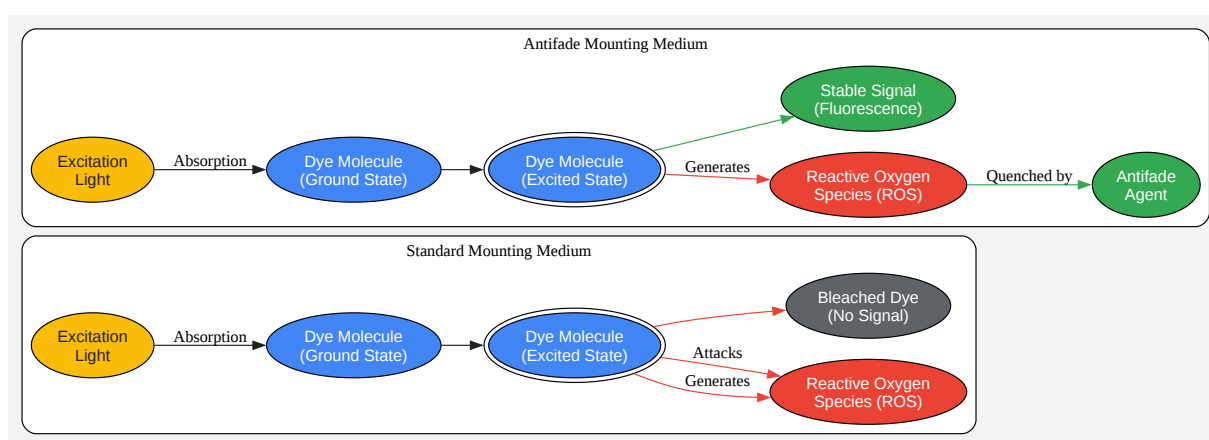 Antifade Mounting Medium
Stable Signal
(Fluorescence)
Excitation
Light
Absorption
Dye Molecule
(Ground State)
Dye Molecule
(Excited State)
Generates
Reactive Oxygen
Species (ROS)
Quenched by
Antifade
Agent
Standard Mounting Medium
Bleached Dye
(No Signal)
Excitation
Light
Absorption
Dye Molecule
(Ground State)
Dye Molecule
(Excited State)
Attacks
Generates
Reactive Oxygen
Species (ROS)